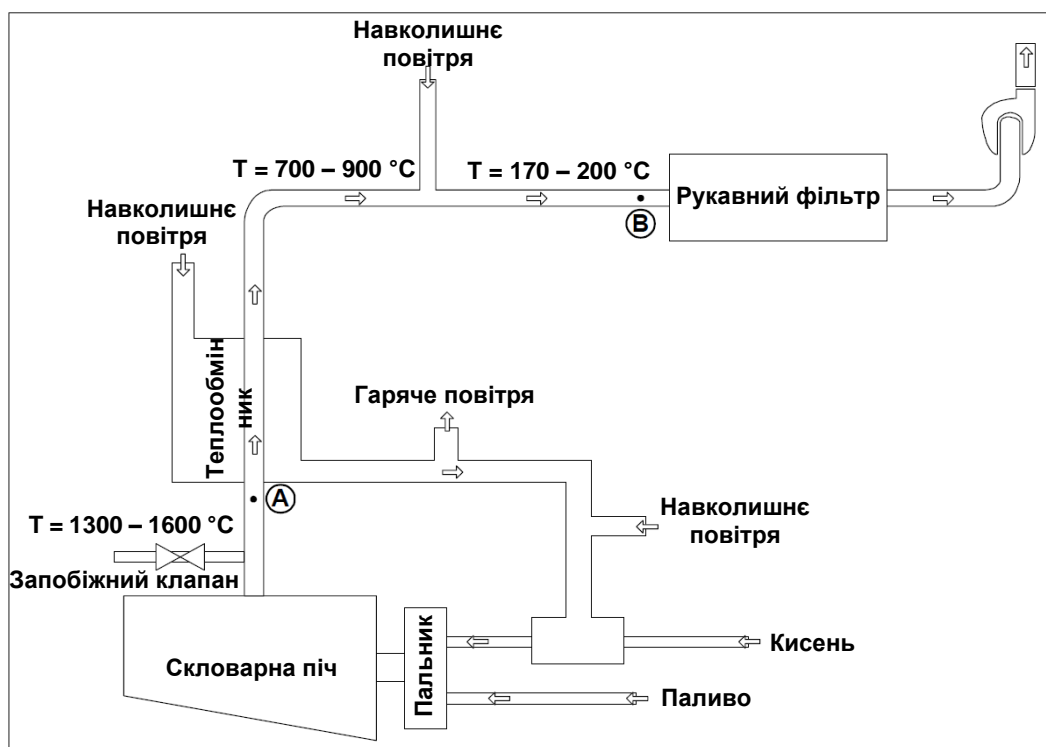 Навколишнє
повітря
T = 700 – 900 °C
T = 170 – 200 °C
Рукавний фільтр
B
Навколишнє
повітря
Теплообмін
ник
Гаряче повітря
A
T = 1300 – 1600 °C
Навколишнє
повітря
Запобіжний клапан
Скловарна піч
Пальник
Кисень
Паливо